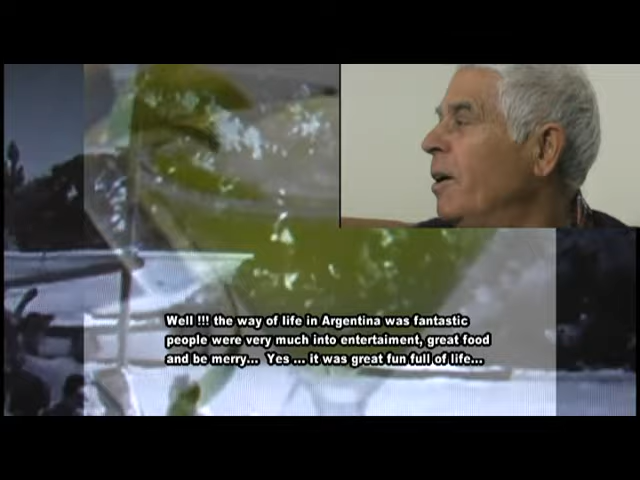 Well !!! the way of life in Argentina was fantastic
people were very much into entertaiment, great food
and be merry... Yes ... it was great fun full of life...